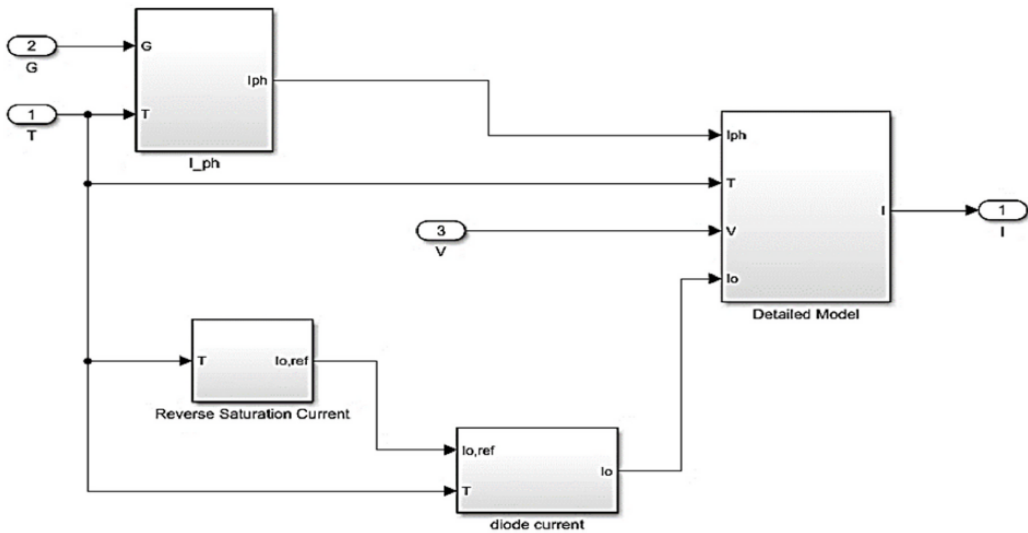 2
G
G
Iph
1
T
T
I_ph
Iph
T
3
V
V
I
1
I
Io
Detailed Model
T
Io,ref
Reverse Saturation Current
Io,ref
Io
T
diode current